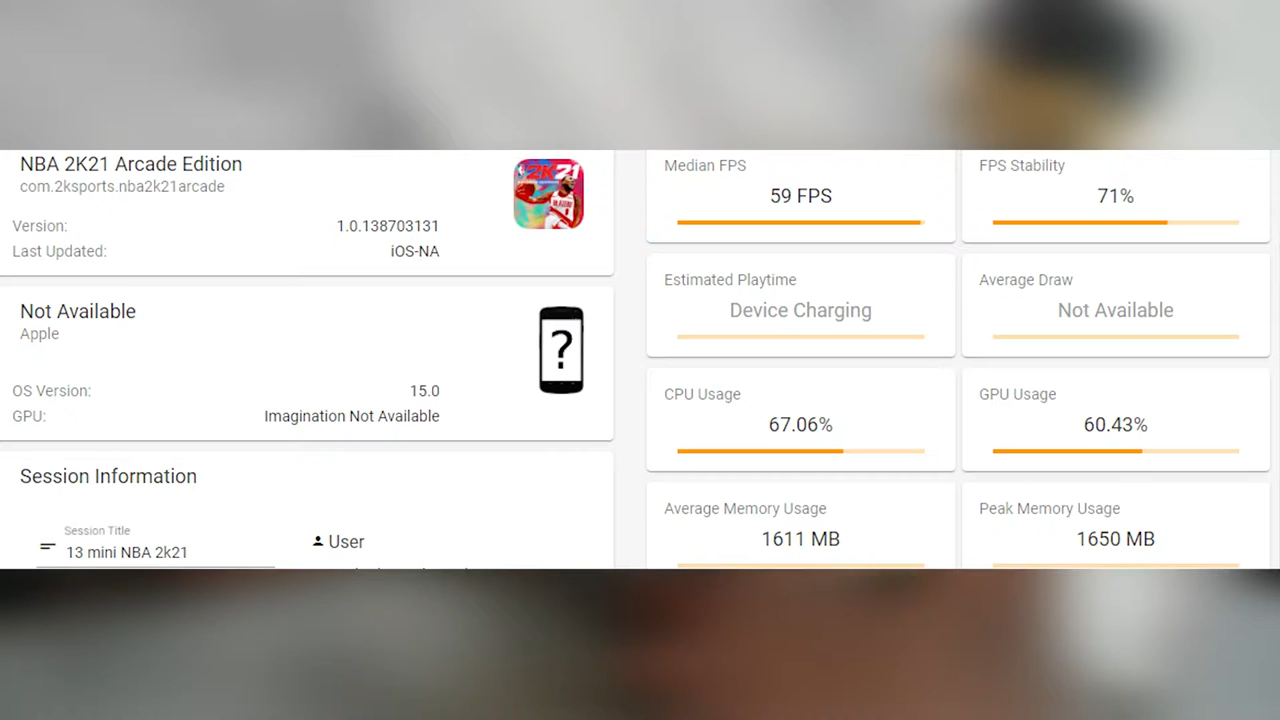 NBA 2K21 Arcade Edition
com.2ksports.nba2k21arcade
Version: 1.0.138703131
Last Updated: iOS-NA
2K21
Not Available
Apple
?
OS Version: 15.0
GPU: Imagination Not Available
Session Information
Session Title
13 mini NBA 2k21
User
Median FPS
59 FPS
FPS Stability
71%
Estimated Playtime
Device Charging
Average Draw
Not Available
CPU Usage
67.06%
GPU Usage
60.43%
Average Memory Usage
1611 MB
Peak Memory Usage
1650 MB